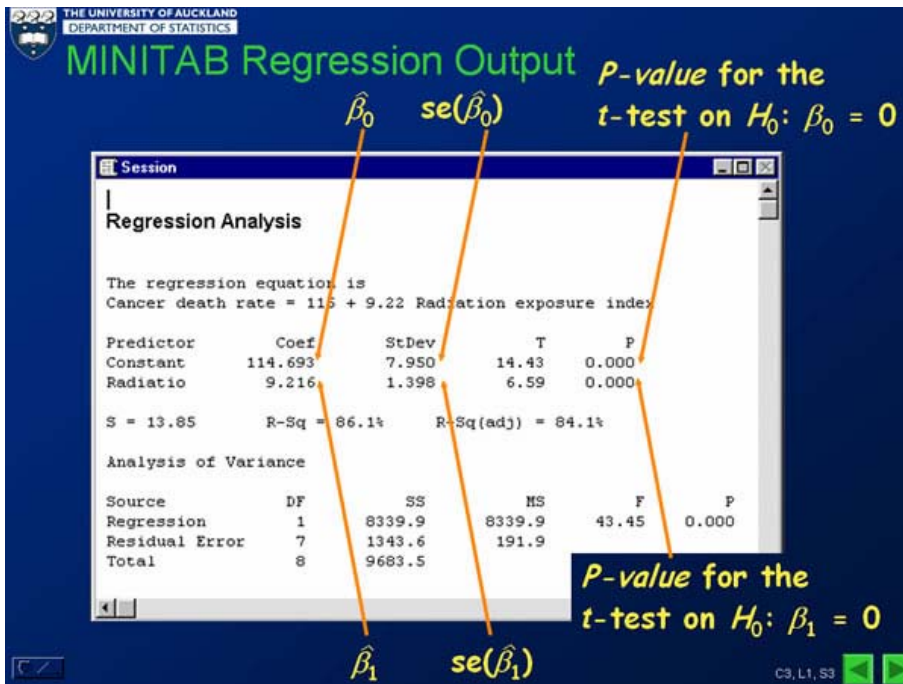 THE UNIVERSITY OF AUCKLAND
DEPARTMENT OF STATISTICS
MINITAB Regression Output
P-value for the
t-test on H₀: β₀ = 0
β̂₀ se(β̂₀)
Session
Regression Analysis
The regression equation is
Cancer death rate = 115 + 9.22 Radiation exposure index
Predictor Coef StDev T P
Constant 114.693 7.950 14.43 0.000
Radiatio 9.216 1.398 6.59 0.000
S = 13.85 R-Sq = 86.1% R-Sq(adj) = 84.1%
Analysis of Variance
Source DF SS MS F P
Regression 1 8339.9 8339.9 43.45 0.000
Residual Error 7 1343.6 191.9
Total 8 9683.5
P-value for the
t-test on H₀: β₁ = 0
β̂₁ se(β̂₁)
C3, L1, S3